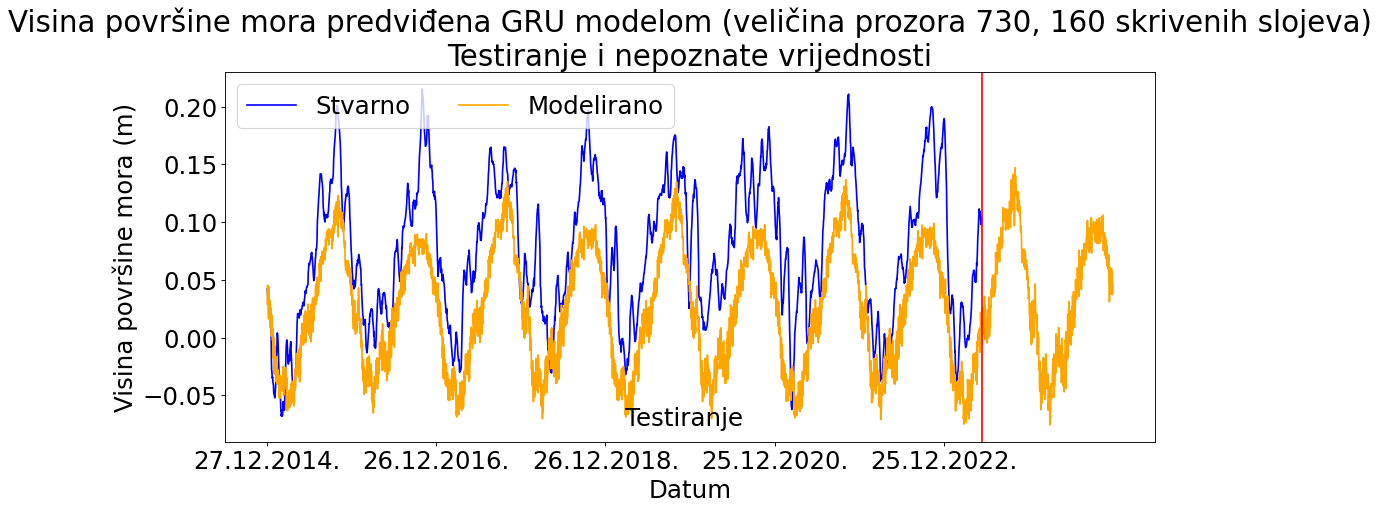 Visina površine mora predviđena GRU modelom (veličina prozora 730, 160 skrivenih slojeva)
Testiranje i nepoznate vrijednosti
Stvarno Modelirano
Visina površine mora (m)
0.20
0.15
0.10
0.05
0.00
−0.05
Testiranje
27.12.2014. 26.12.2016. 26.12.2018. 25.12.2020. 25.12.2022.
Datum